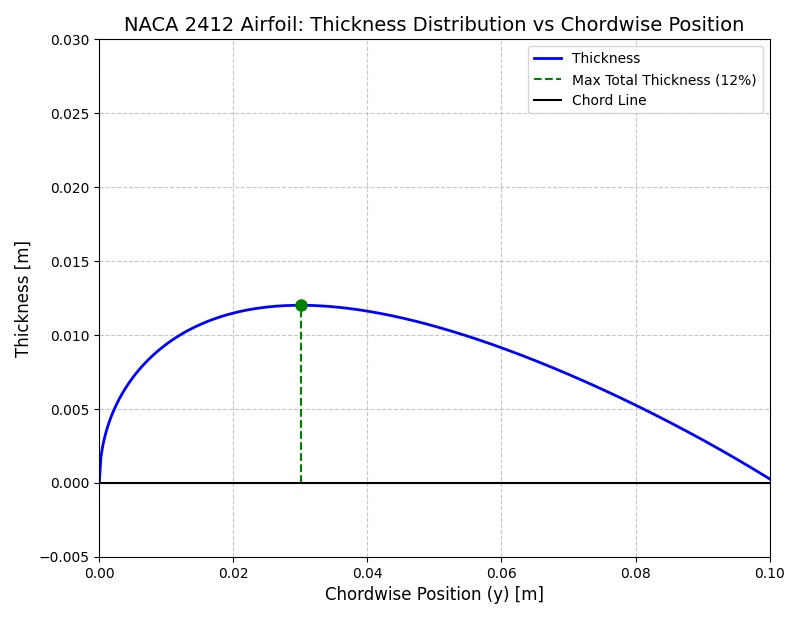 NACA 2412 Airfoil: Thickness Distribution vs Chordwise Position
Thickness
Max Total Thickness (12%)
Chord Line
Thickness [m]
0.030
0.025
0.020
0.015
0.010
0.005
0.000
−0.005
0.00 0.02 0.04 0.06 0.08 0.10
Chordwise Position (y) [m]